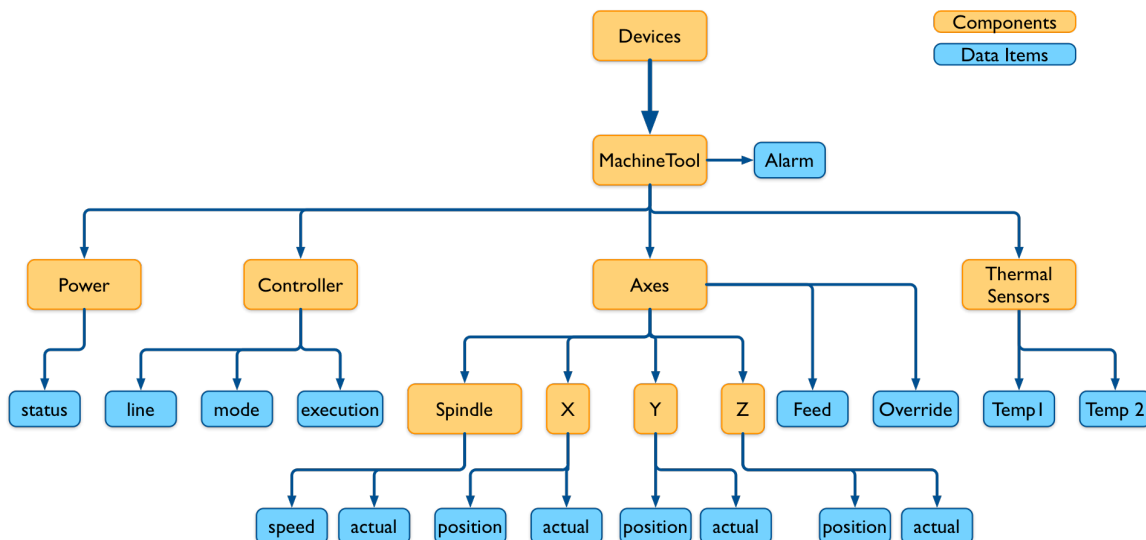 Devices
Components
Data Items
MachineTool
Alarm
Power
Controller
Axes
Thermal
Sensors
status
line
mode
execution
Spindle
X
Y
Z
Feed
Override
Temp1
Temp 2
speed
actual
position
actual
position
actual
position
actual